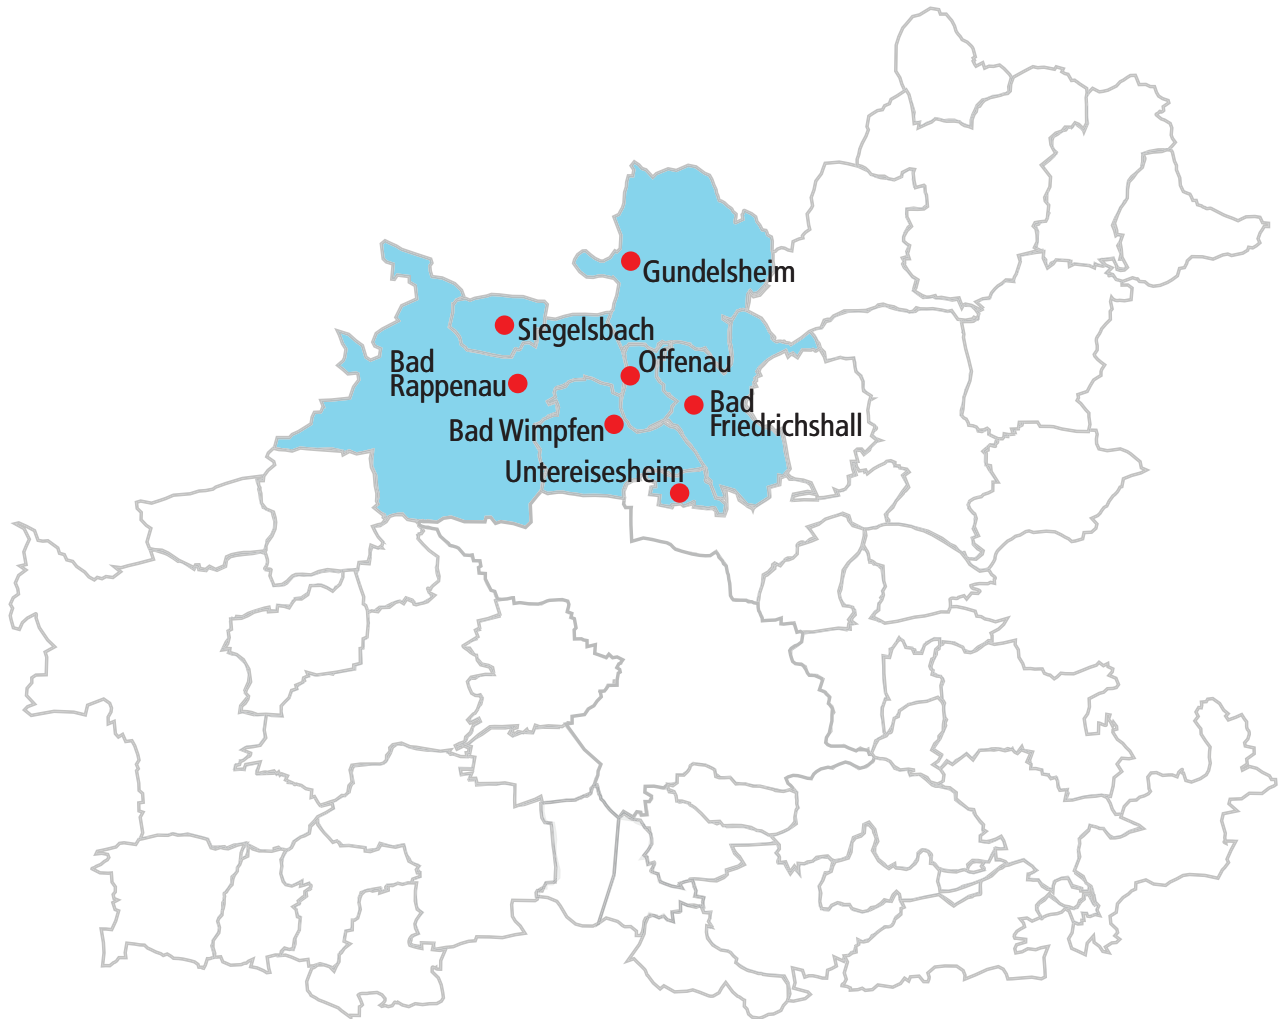 Gundelsheim
Siegelsbach
Bad
Rappenau
Offenau
Bad
Friedrichshall
Bad Wimpfen
Untereisesheim